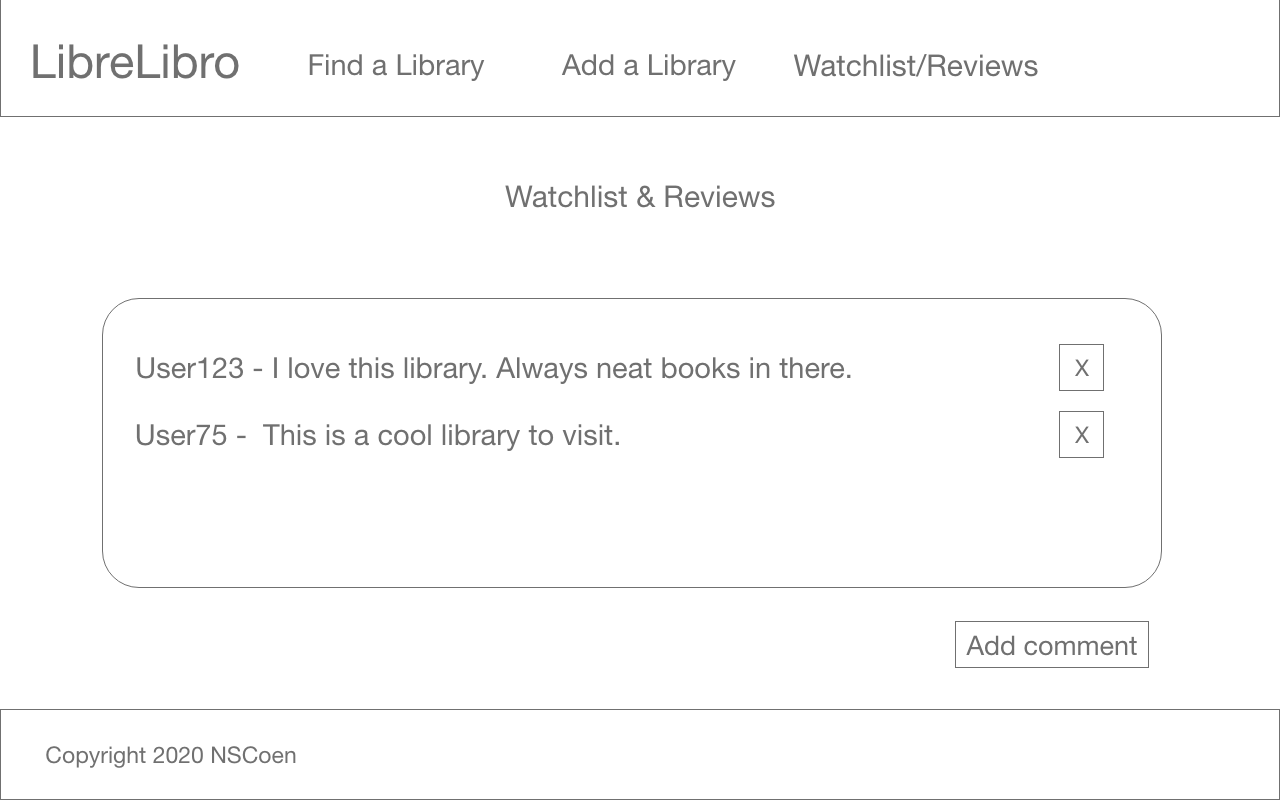 LibreLibro Find a Library Add a Library Watchlist/Reviews
Watchlist & Reviews
User123 - I love this library. Always neat books in there. X
User75 -  This is a cool library to visit. X
Add comment
Copyright 2020 NSCoen